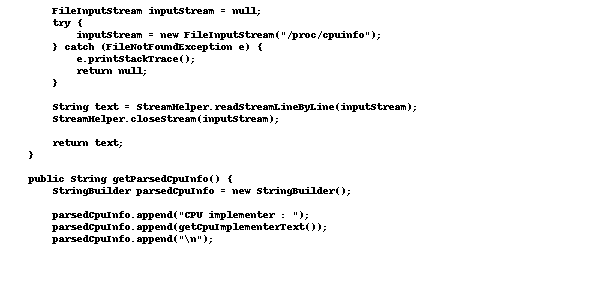 FileInputStream inputStream = null;
try {
inputStream = new FileInputStream("/proc/cpuinfo");
} catch (FileNotFoundException e) {
e.printStackTrace();
return null;
}
String text = StreamHelper.readStreamLineByLine(inputStream);
StreamHelper.closeStream(inputStream);
return text;
}
public String getParsedCpuInfo() {
StringBuilder parsedCpuInfo = new StringBuilder();
parsedCpuInfo.append("CPU implementer : ");
parsedCpuInfo.append(getCpuImplementerText());
parsedCpuInfo.append("\n");